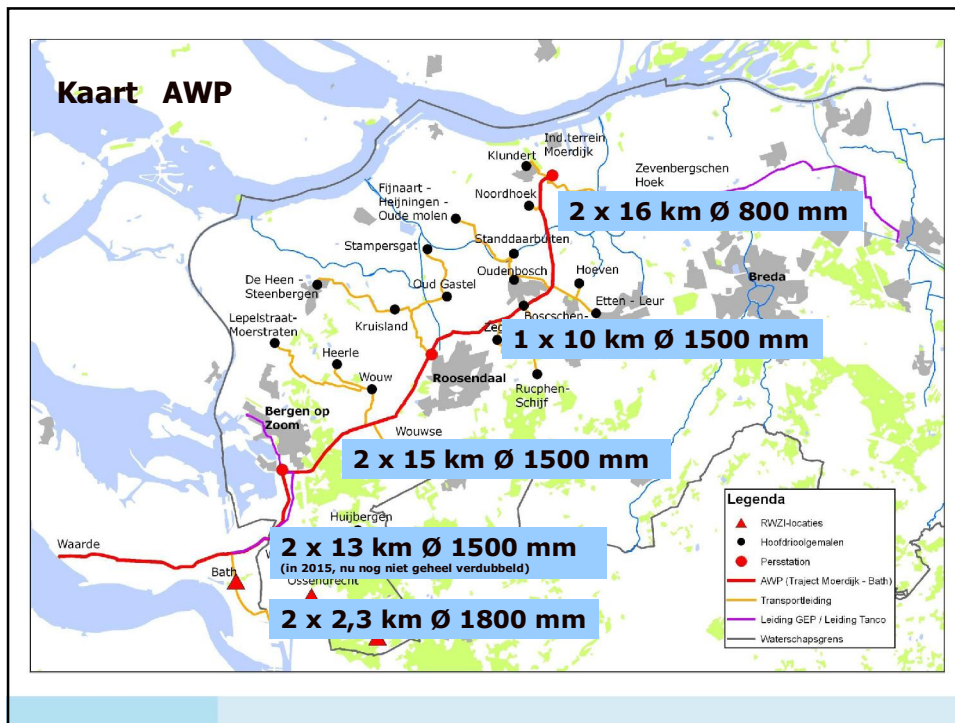 Kaart AWP
Ind.terrein
Moerdijk
Klundert
Zevenbergschen
Hoek
Fijnaart -
Heijningen -
Oude molen
Noordhoek
2 x 16 km Ø 800 mm
Standdaarbuiten
Stampersgat
Oudenbosch
Hoeven
Breda
De Heen
Steenbergen
Oud Gastel
Etten - Leur
Boscschen-
Lepelstraat-
Moerstraten
Kruisland
1 x 10 km Ø 1500 mm
Heerle
Roosendaal
Wouw
Rucphen-
Schijf
Bergen op
Zoom
Wouwse
2 x 15 km Ø 1500 mm
Huijbergen
Waarde
2 x 13 km Ø 1500 mm
(in 2015, nu nog niet geheel verdubbeld)
Bath
Ossendrecht
2 x 2,3 km Ø 1800 mm
Legenda
RWZI-locaties
Hoofdrioolgemalen
Persstation
AWP (Traject Moerdijk - Bath)
Transportleiding
Leiding GEP / Leiding Tanco
Waterschapsgrens